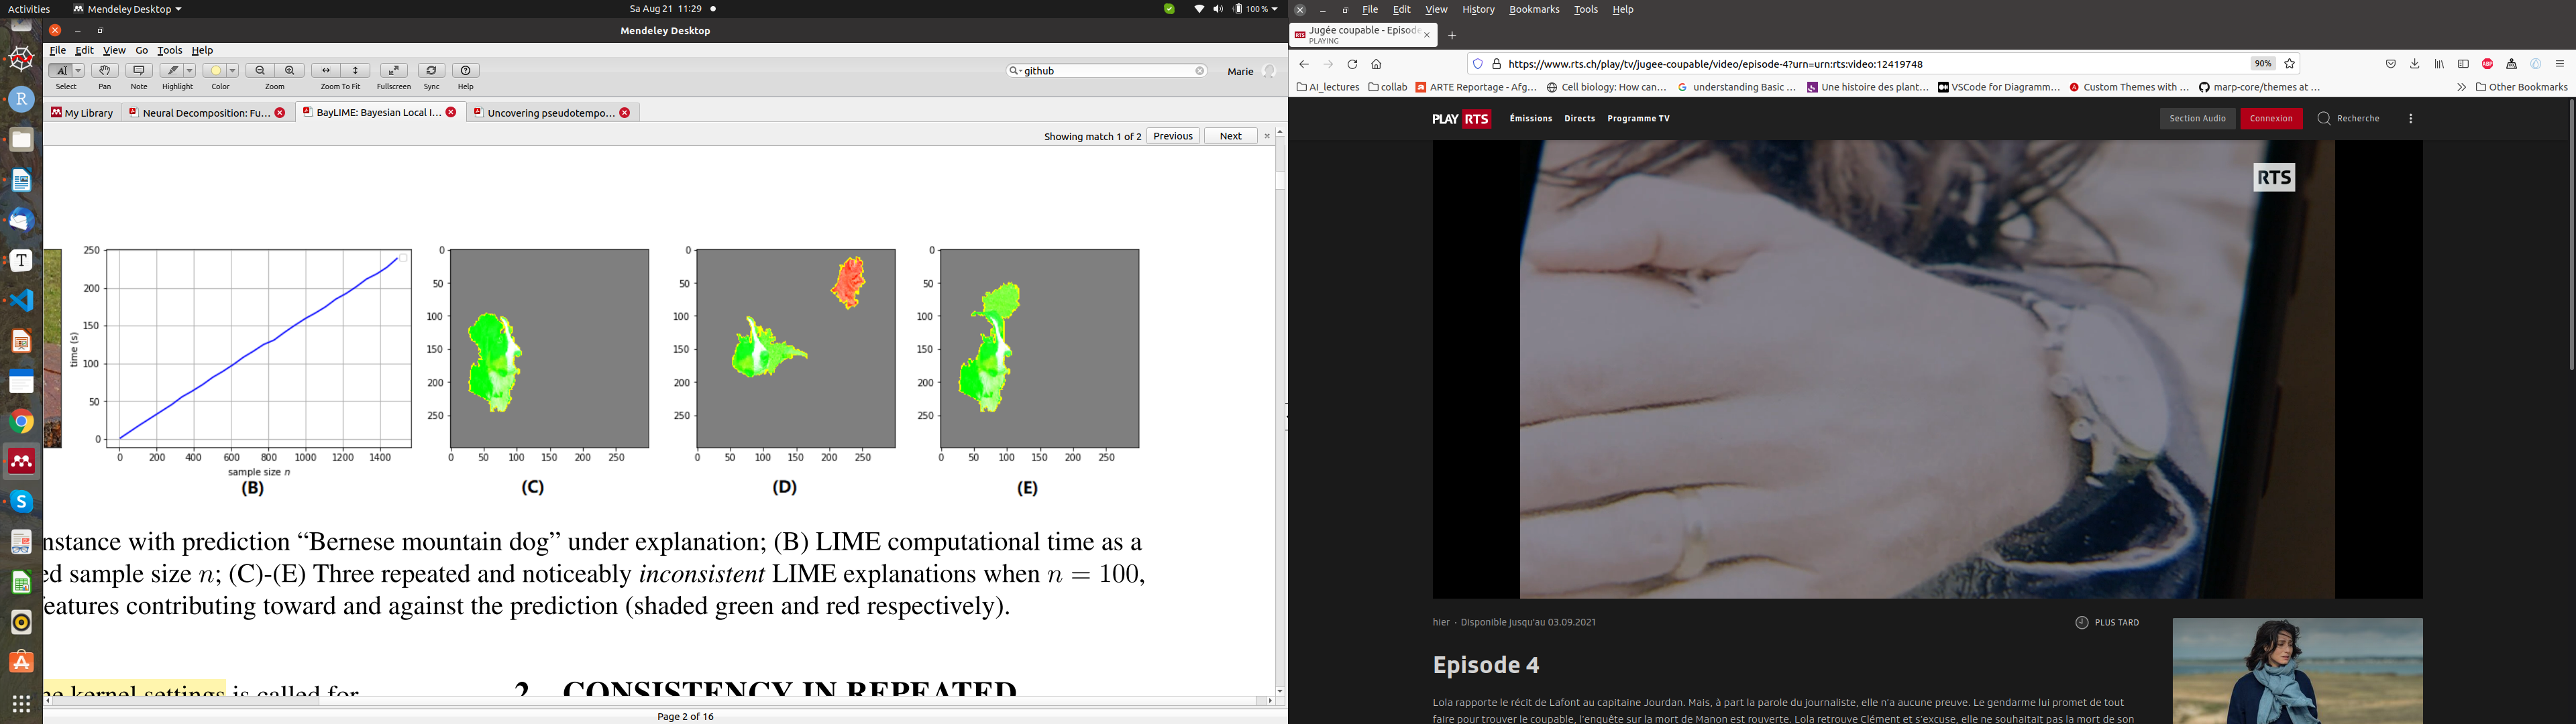 Activities
Mendeley Desktop
Sa Aug 21 11:29
100 %
Mendeley Desktop
File Edit View Go Tools Help
github
Marie
Select Pan Note Highlight Color Zoom Zoom To Fit Fullscreen Sync Help
My Library
Neural Decomposition: Fu...
BayLIME: Bayesian Local I...
Uncovering pseudotempo...
Showing match 1 of 2 Previous Next
250
200
150
100
50
0
time (s)
0 200 400 600 800 1000 1200 1400
sample size n
(B)
0
50
100
150
200
250
0 50 100 150 200 250
(C)
0
50
100
150
200
250
0 50 100 150 200 250
(D)
0
50
100
150
200
250
0 50 100 150 200 250
(E)
nstance with prediction “Bernese mountain dog” under explanation; (B) LIME computational time as a
ed sample size n; (C)-(E) Three repeated and noticeably inconsistent LIME explanations when n = 100,
eatures contributing toward and against the prediction (shaded green and red respectively).
ne kernel settings is called for
2 CONSISTENCY IN REPEATED
Page 2 of 16
File Edit View History Bookmarks Tools Help
RTS Jugée coupable - Episode
PLAYING
https://www.rts.ch/play/tv/jugee-coupable/video/episode-4?urn=urn:rts:video:12419748
90%
ABP
AI_lectures
collab
ARTE Reportage - Afg...
Cell biology: How can...
understanding Basic ...
Une histoire des plant...
VSCode for Diagramm...
Custom Themes with ...
marp-core/themes at ...
Other Bookmarks
PLAY RTS
Émissions Directs Programme TV
Section Audio Connexion Recherche
RTS
hier · Disponible jusqu'au 03.09.2021
PLUS TARD
Episode 4
Lola rapporte le récit de Lafont au capitaine Jourdan. Mais, à part la parole du journaliste, elle n'a aucune preuve. Le gendarme lui promet de tout
faire pour trouver le coupable, l'enquête sur la mort de Manon est rouverte. Lola retrouve Clément et s'excuse, elle ne souhaitait pas la mort de son